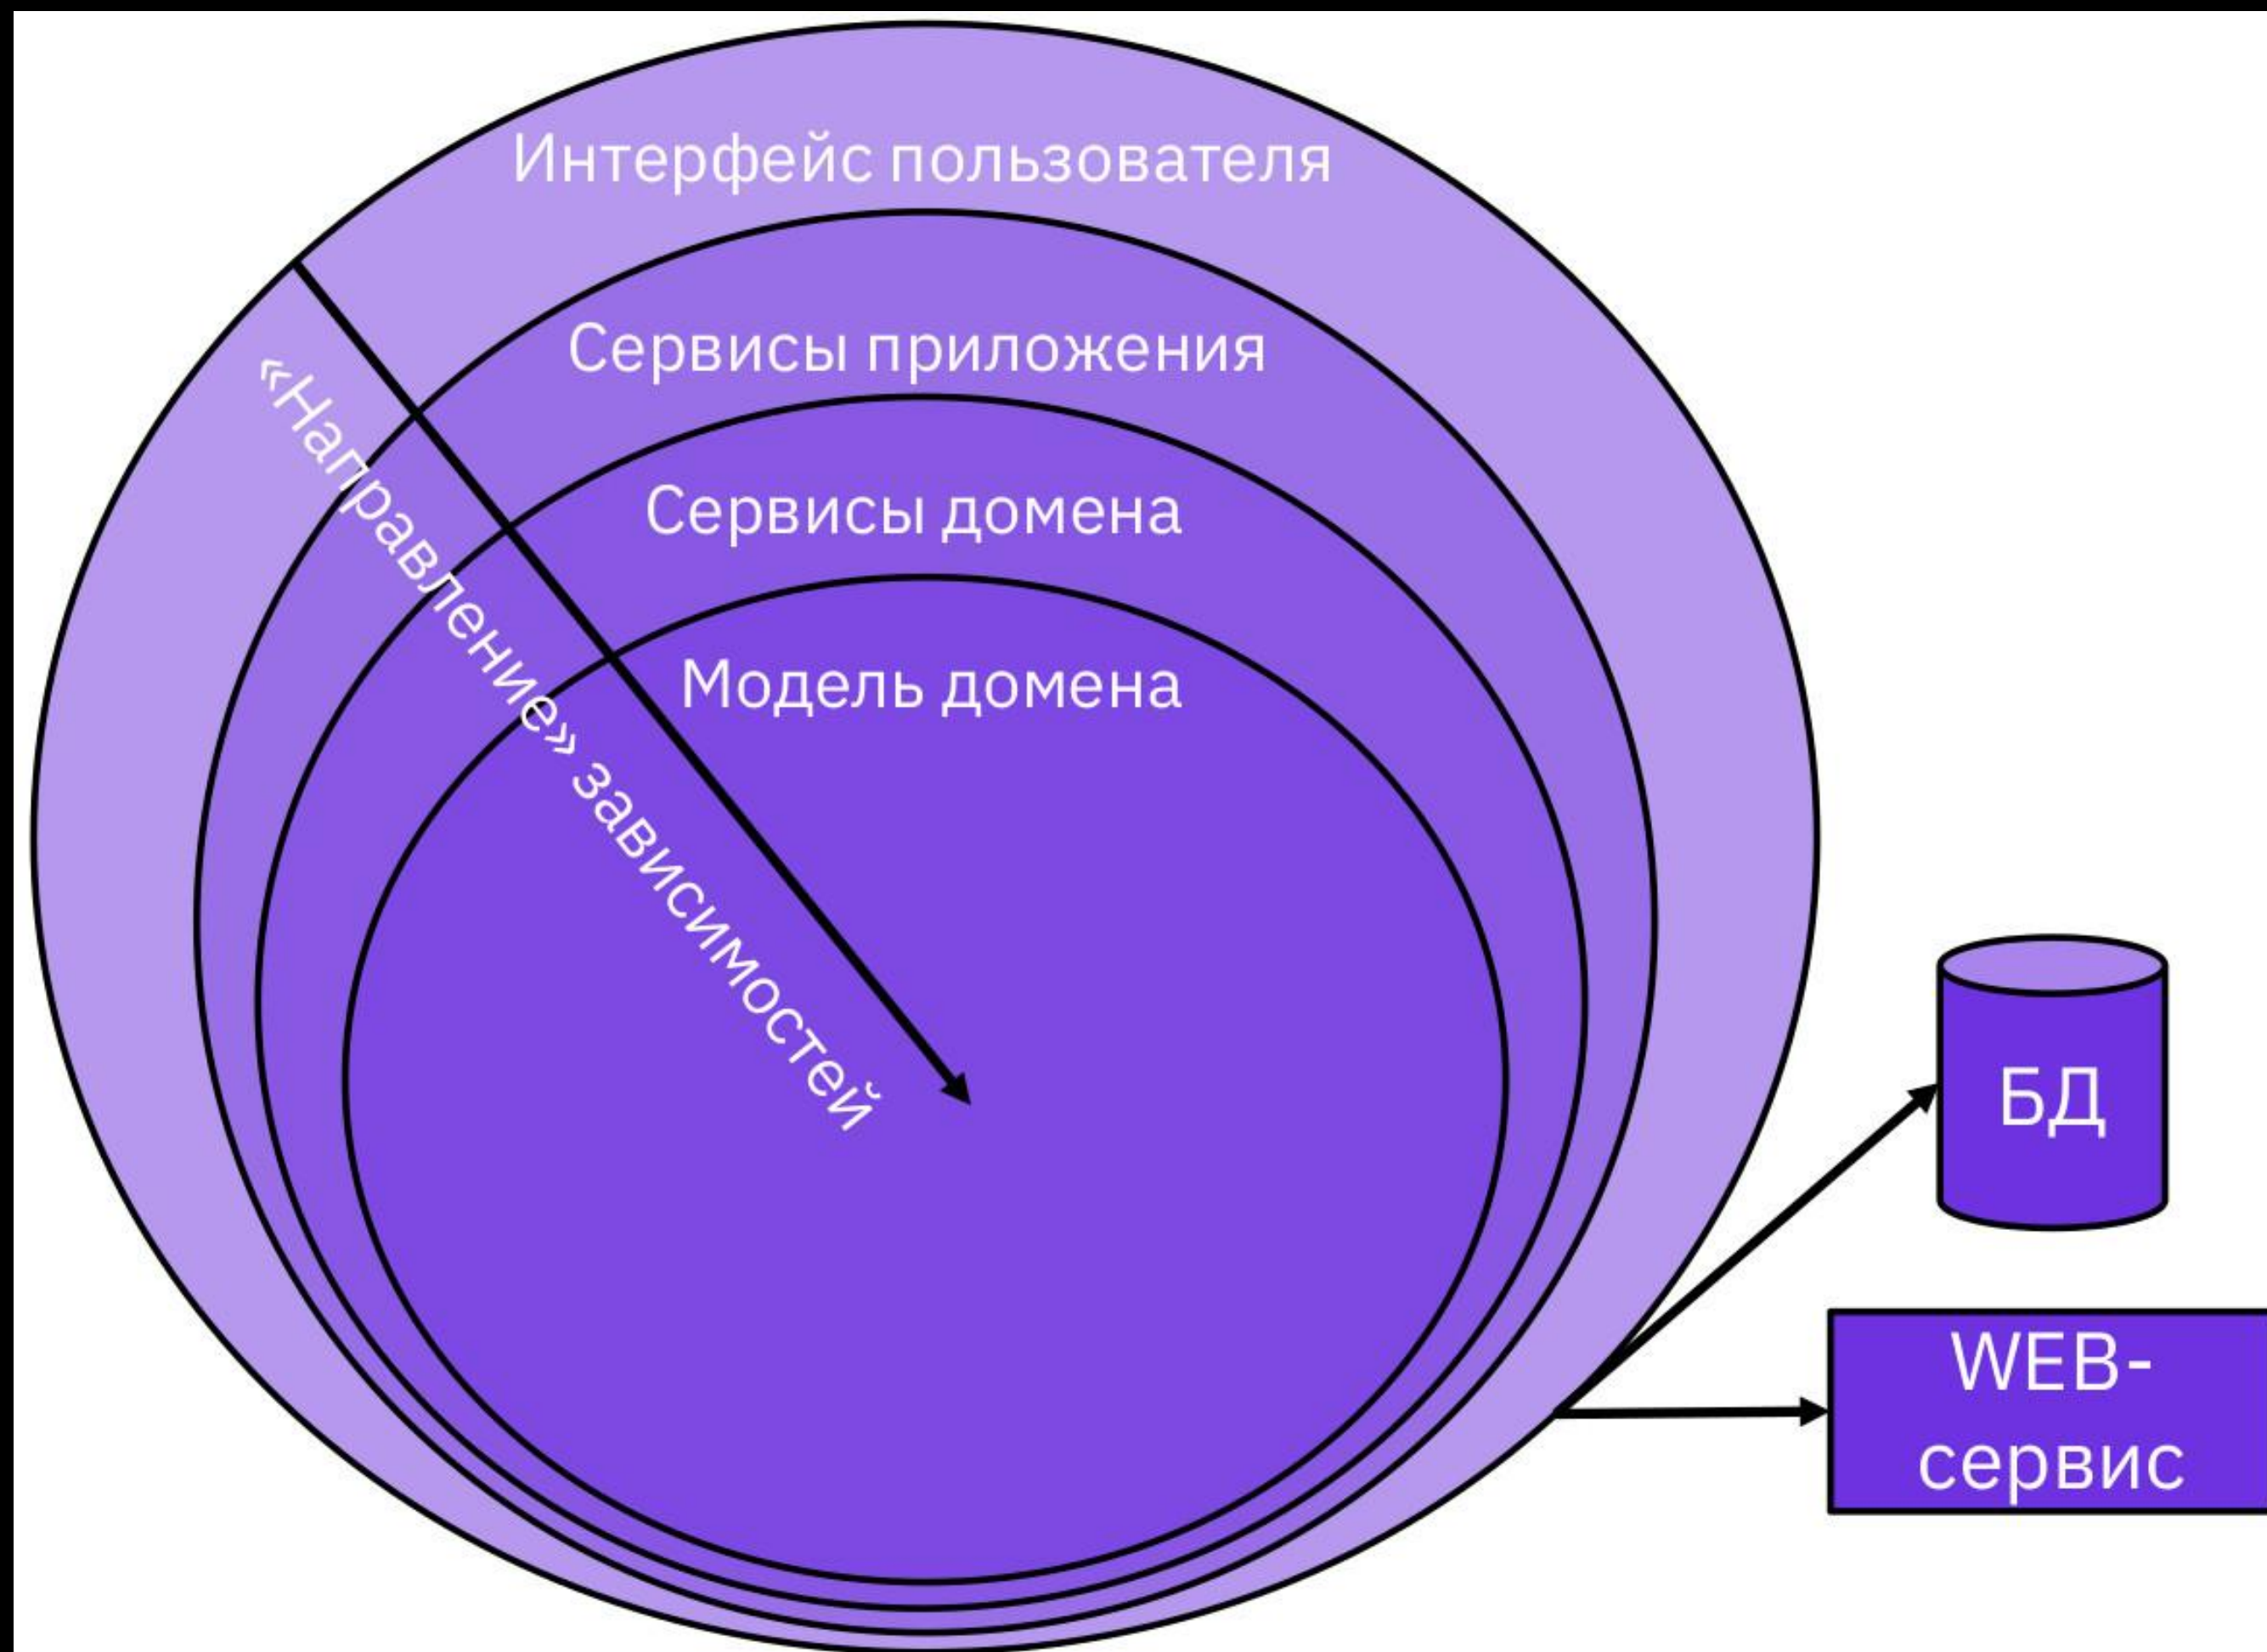 Интерфейс пользователя
Сервисы приложения
Сервисы домена
Модель домена
«Направление» зависимостей
БД
WEB-
сервис